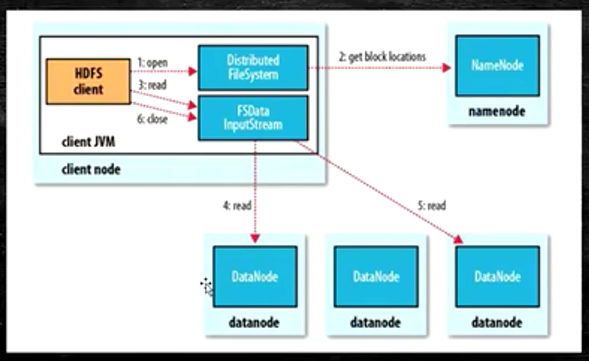 HDFS
client
1: open
3: read
6: close
Distributed
FileSystem
FSData
InputStream
client JVM
client node
2: get block locations
NameNode
namenode
4: read
5: read
DataNode
datanode
DataNode
datanode
DataNode
datanode